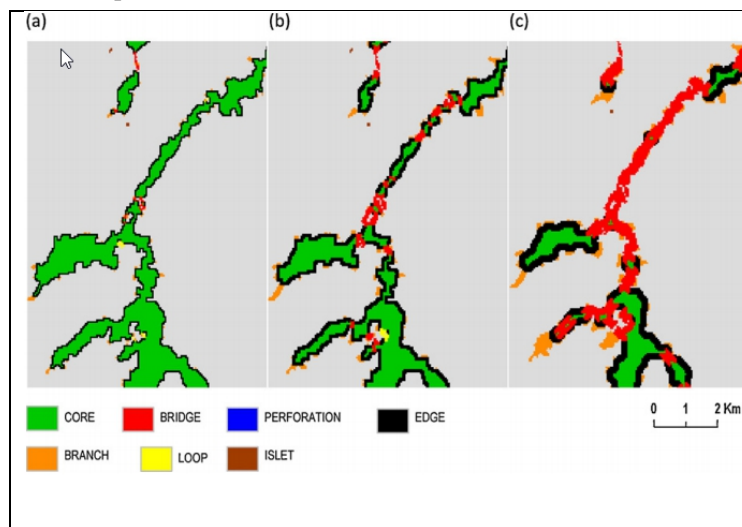 (a) (b) (c)
CORE BRIDGE PERFORATION EDGE
0 1 2 Km
BRANCH LOOP ISLET